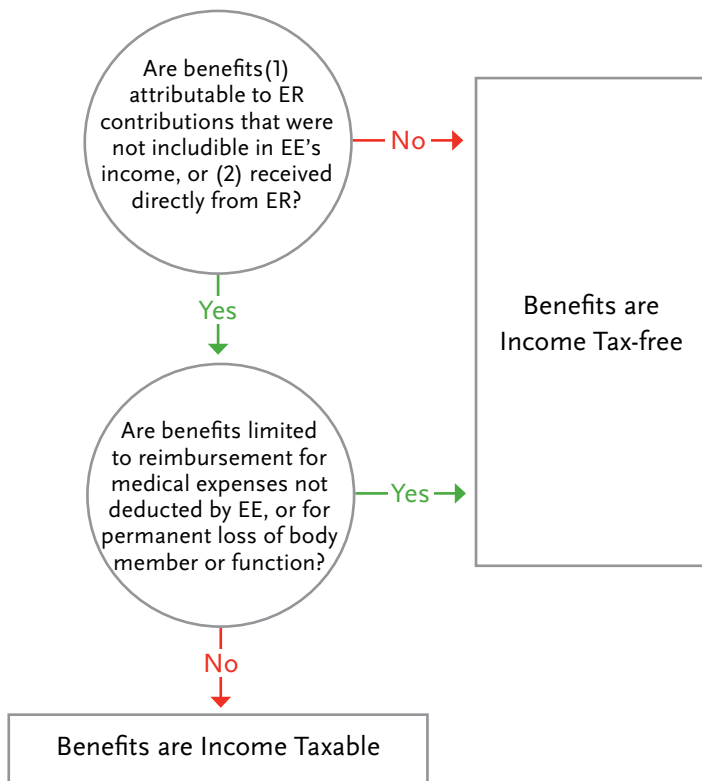 Are benefits(1)
attributable to ER
contributions that were
not includible in EE’s
income, or (2) received
directly from ER?
No
Yes
Benefits are
Income Tax-free
Are benefits limited
to reimbursement for
medical expenses not
deducted by EE, or for
permanent loss of body
member or function?
Yes
No
Benefits are Income Taxable